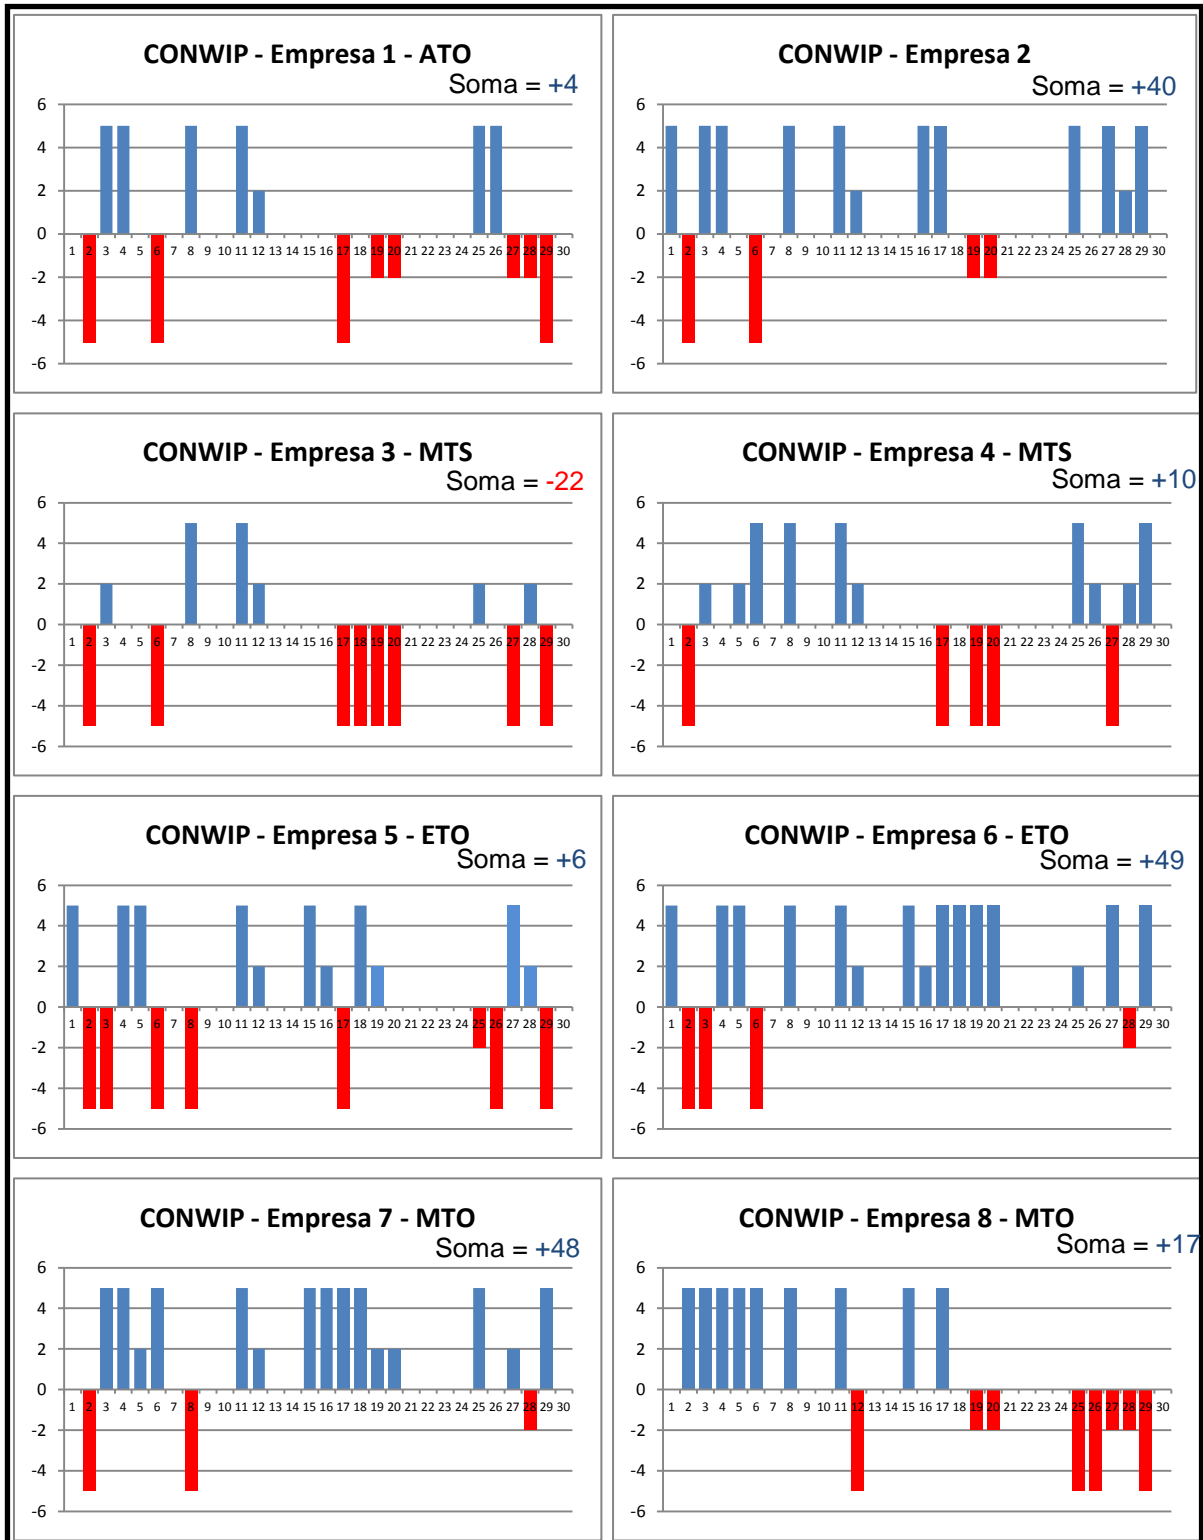 CONWIP - Empresa 1 - ATO
Soma = +4
6
4
2
0
1 2 3 4 5 6 7 8 9 10 11 12 13 14 15 16 17 18 19 20 21 22 23 24 25 26 27 28 29 30
-2
-4
-6
CONWIP - Empresa 2
Soma = +40
6
4
2
0
1 2 3 4 5 6 7 8 9 10 11 12 13 14 15 16 17 18 19 20 21 22 23 24 25 26 27 28 29 30
-2
-4
-6
CONWIP - Empresa 3 - MTS
Soma = -22
6
4
2
0
1 2 3 4 5 6 7 8 9 10 11 12 13 14 15 16 17 18 19 20 21 22 23 24 25 26 27 28 29 30
-2
-4
-6
CONWIP - Empresa 4 - MTS
Soma = +10
6
4
2
0
1 2 3 4 5 6 7 8 9 10 11 12 13 14 15 16 17 18 19 20 21 22 23 24 25 26 27 28 29 30
-2
-4
-6
CONWIP - Empresa 5 - ETO
Soma = +6
6
4
2
0
1 2 3 4 5 6 7 8 9 10 11 12 13 14 15 16 17 18 19 20 21 22 23 24 25 26 27 28 29 30
-2
-4
-6
CONWIP - Empresa 6 - ETO
Soma = +49
6
4
2
0
1 2 3 4 5 6 7 8 9 10 11 12 13 14 15 16 17 18 19 20 21 22 23 24 25 26 27 28 29 30
-2
-4
-6
CONWIP - Empresa 7 - MTO
Soma = +48
6
4
2
0
1 2 3 4 5 6 7 8 9 10 11 12 13 14 15 16 17 18 19 20 21 22 23 24 25 26 27 28 29 30
-2
-4
-6
CONWIP - Empresa 8 - MTO
Soma = +17
6
4
2
0
1 2 3 4 5 6 7 8 9 10 11 12 13 14 15 16 17 18 19 20 21 22 23 24 25 26 27 28 29 30
-2
-4
-6